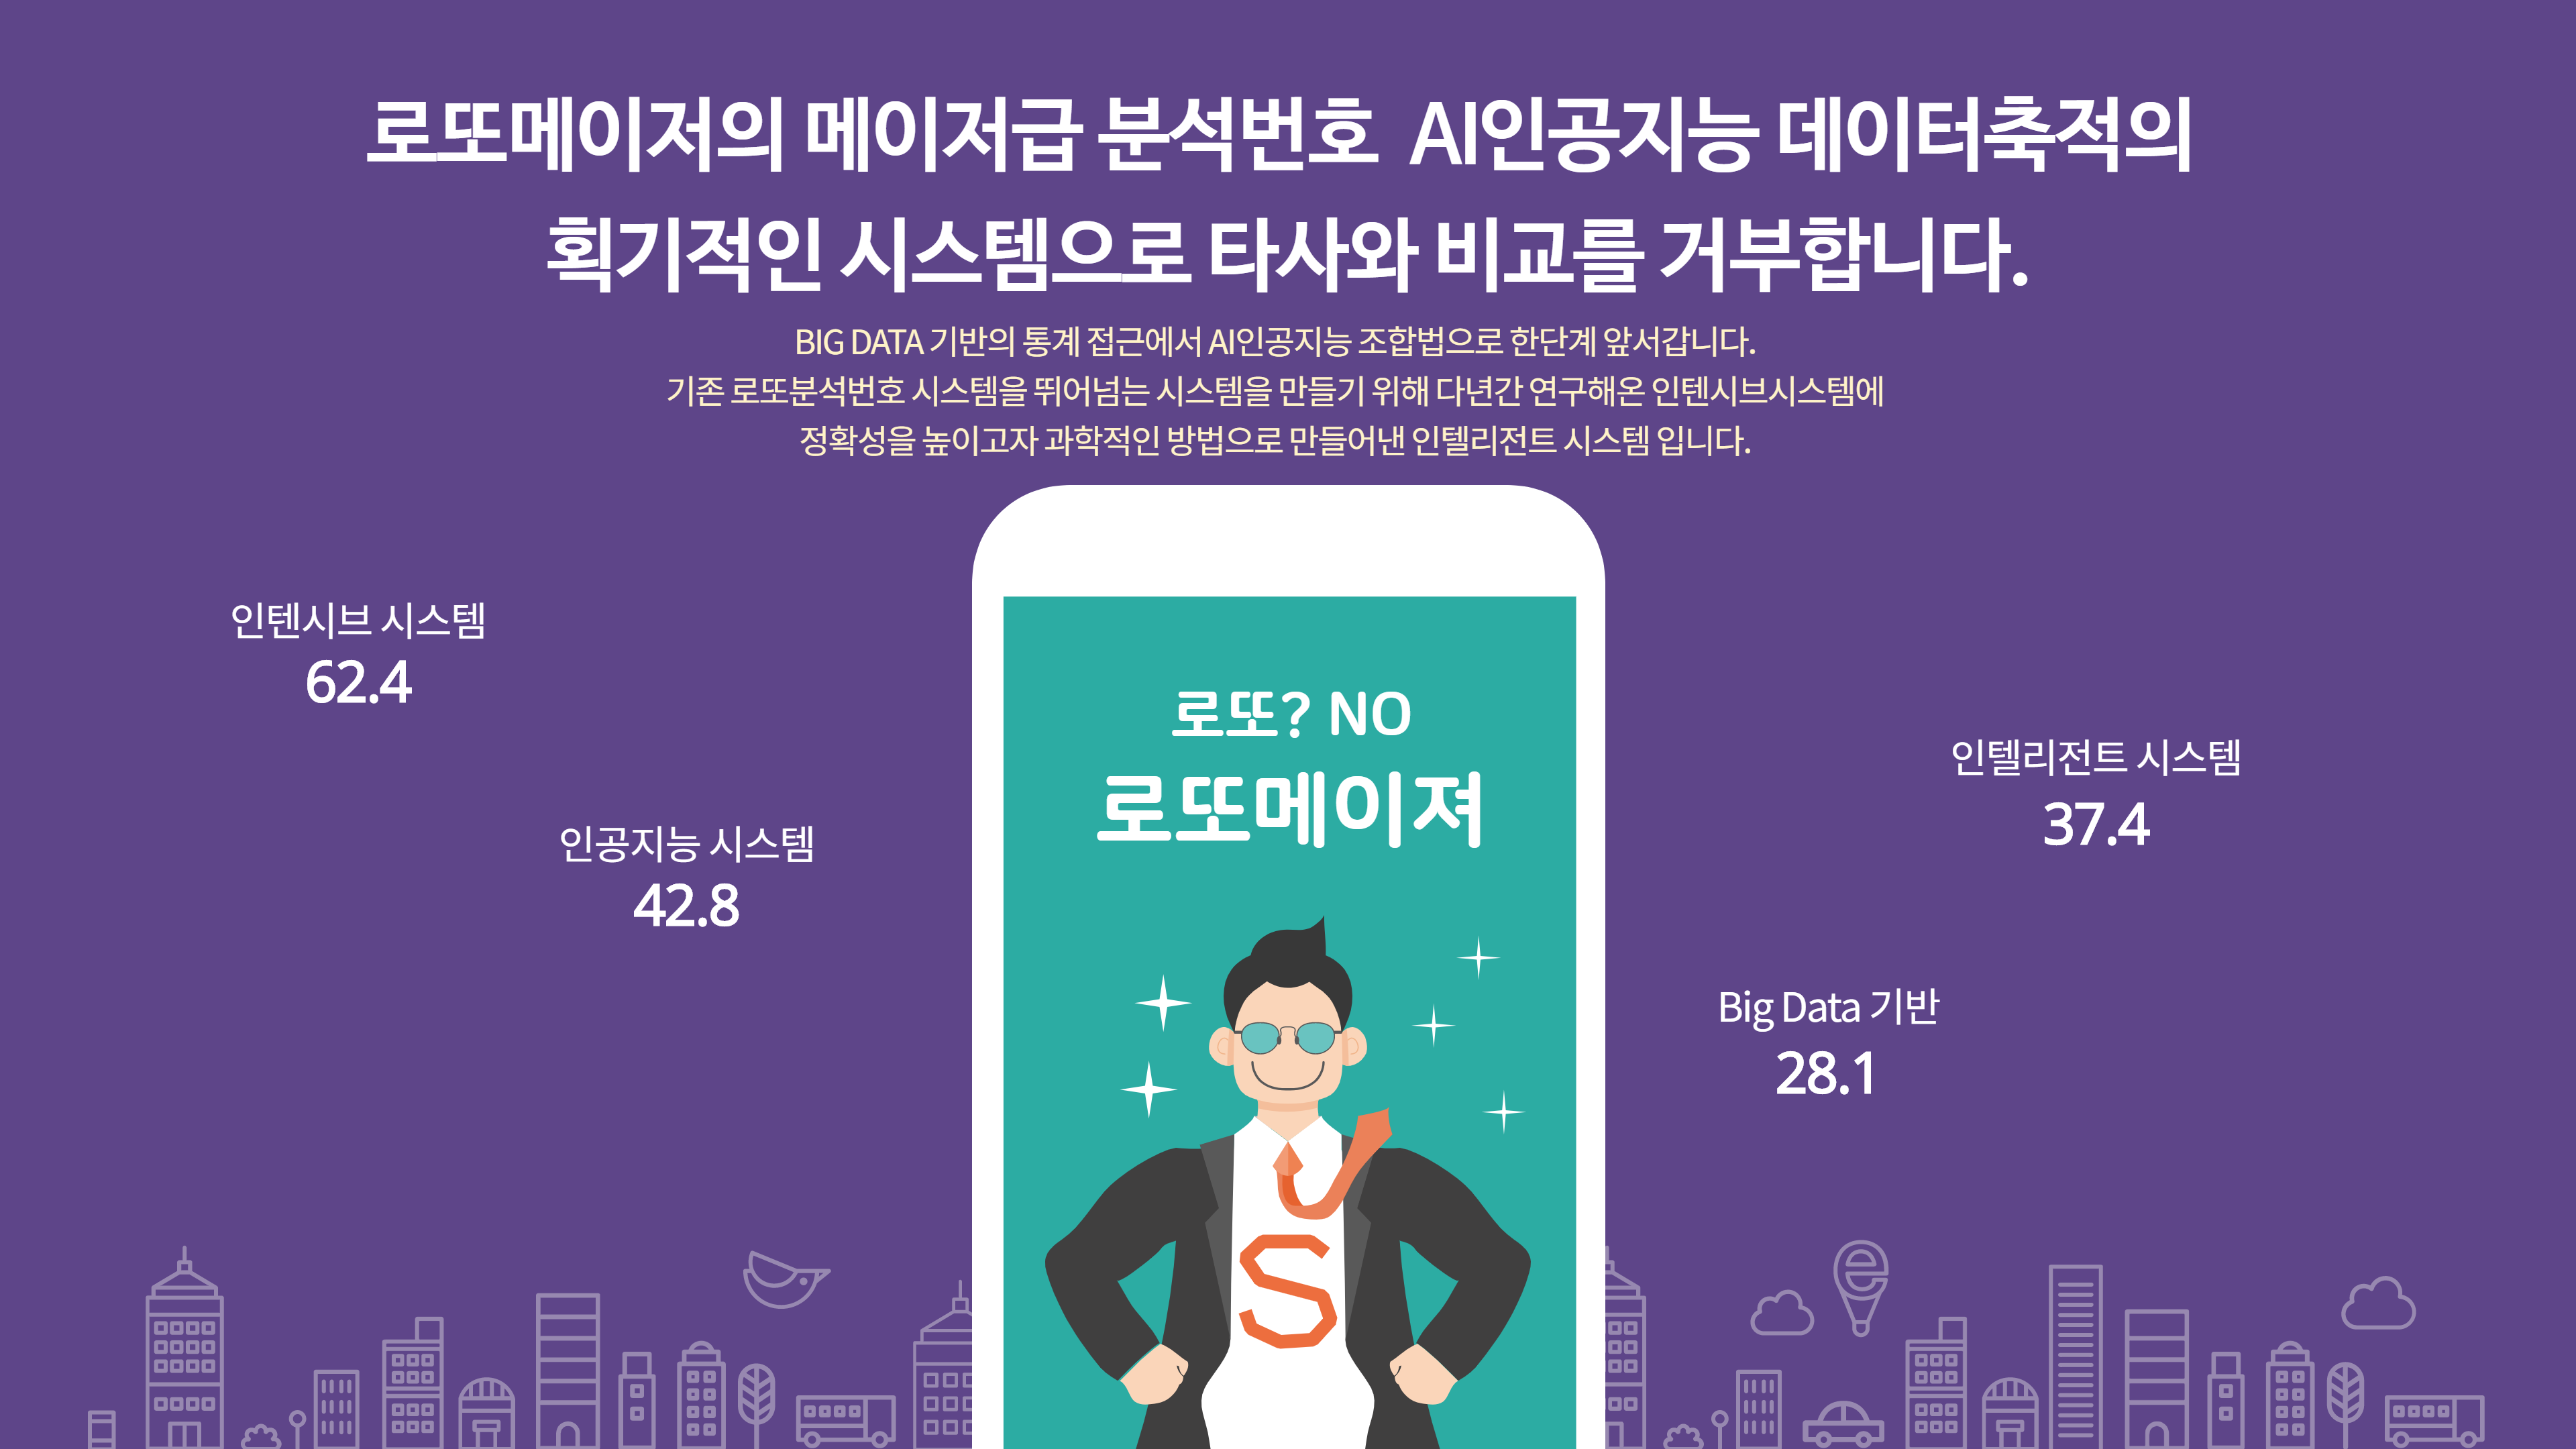 로또메이저의 메이저급 분석번호 AI인공지능 데이터축적의
획기적인 시스템으로 타사와 비교를 거부합니다.
BIG DATA 기반의 통계 접근에서 AI인공지능 조합법으로 한단계 앞서갑니다.
기존 로또분석번호 시스템을 뛰어넘는 시스템을 만들기 위해 다년간 연구해온 인텐시브시스템에
정확성을 높이고자 과학적인 방법으로 만들어낸 인텔리전트 시스템 입니다.
인텐시브 시스템
62.4
인공지능 시스템
42.8
로또? NO
로또메이져
S
인텔리전트 시스템
37.4
Big Data 기반
28.1
e